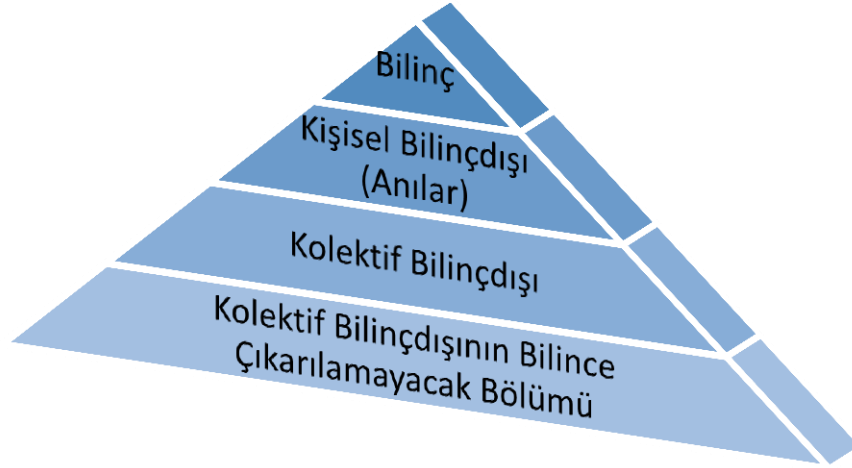 Bilinç
Kişisel Bilinçdışı
(Anılar)
Kolektif Bilinçdışı
Kolektif Bilinçdışının Bilince
Çıkarılamayacak Bölümü